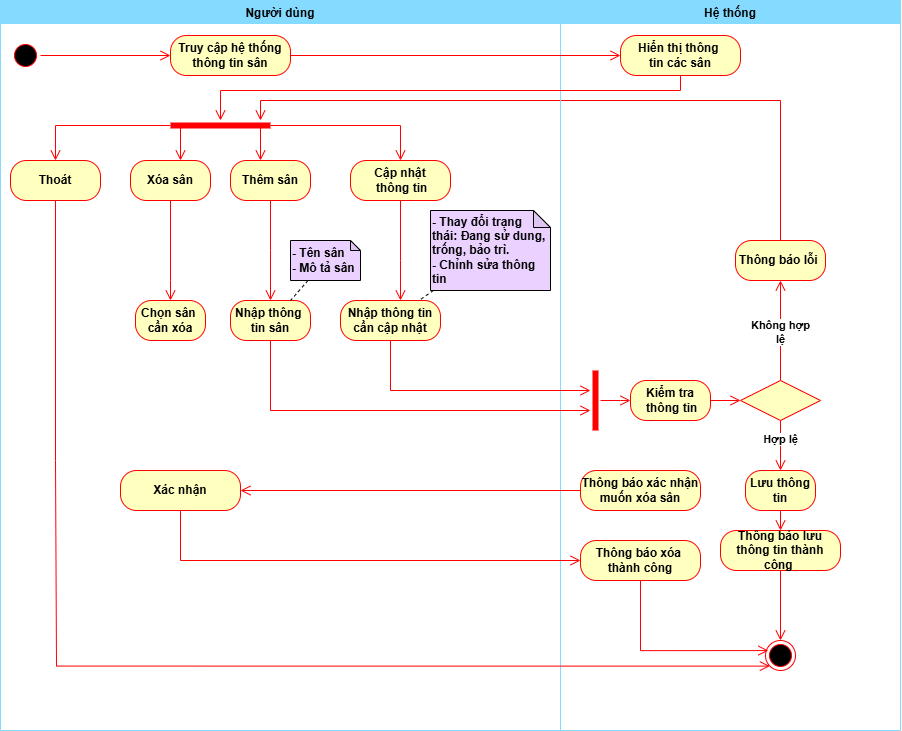 Người dùng
Hệ thống
Truy cập hệ thống
thông tin sân
Hiển thị thông
tin các sân
Thoát
Xóa sân
Thêm sân
Cập nhật
thông tin
- Tên sân
- Mô tả sân
- Thay đổi trạng
thái: Đang sử dung,
trống, bảo trì.
- Chỉnh sửa thông
tin
Thông báo lỗi
Chọn sân
cần xóa
Nhập thông
tin sân
Nhập thông tin
cần cập nhật
Không hợp
lệ
Kiểm tra
thông tin
Hợp lệ
Xác nhận
Thông báo xác nhận
muốn xóa sân
Lưu thông
tin
Thông báo xóa
thành công
Thông báo lưu
thông tin thành
công